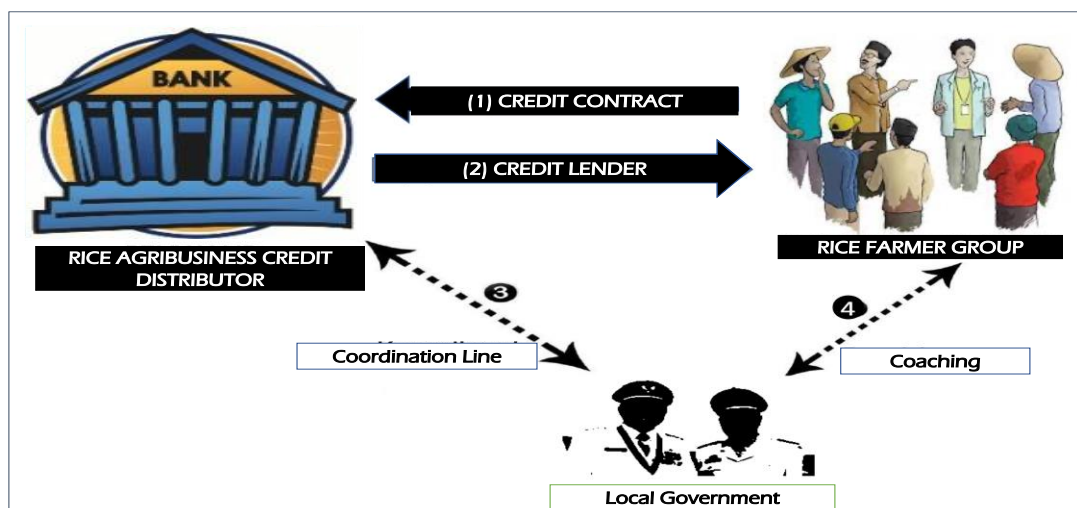 BANK
(1) CREDIT CONTRACT
(2) CREDIT LENDER
RICE AGRIBUSINESS CREDIT
DISTRIBUTOR
RICE FARMER GROUP
3
4
Coordination Line
Coaching
Local Government